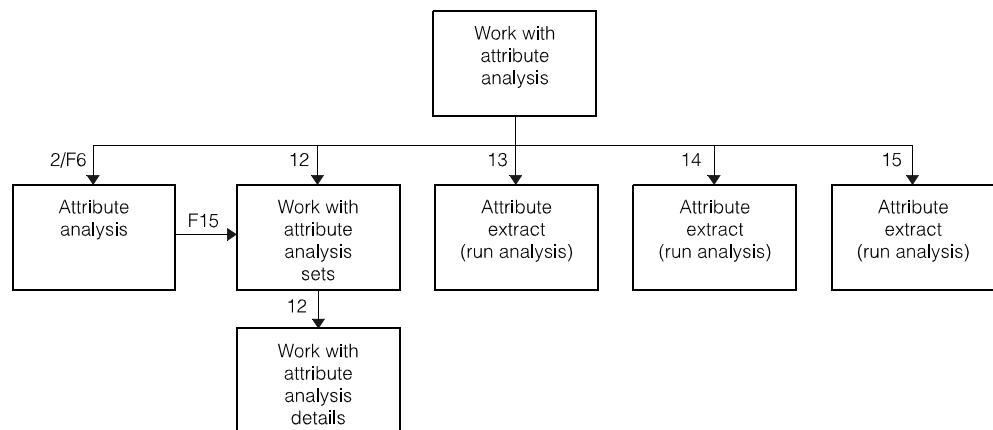 Work with
attribute
analysis
2/F6
12
13
14
15
Attribute
analysis
F15
Work with
attribute
analysis
sets
Attribute
extract
(run analysis)
Attribute
extract
(run analysis)
Attribute
extract
(run analysis)
12
Work with
attribute
analysis
details